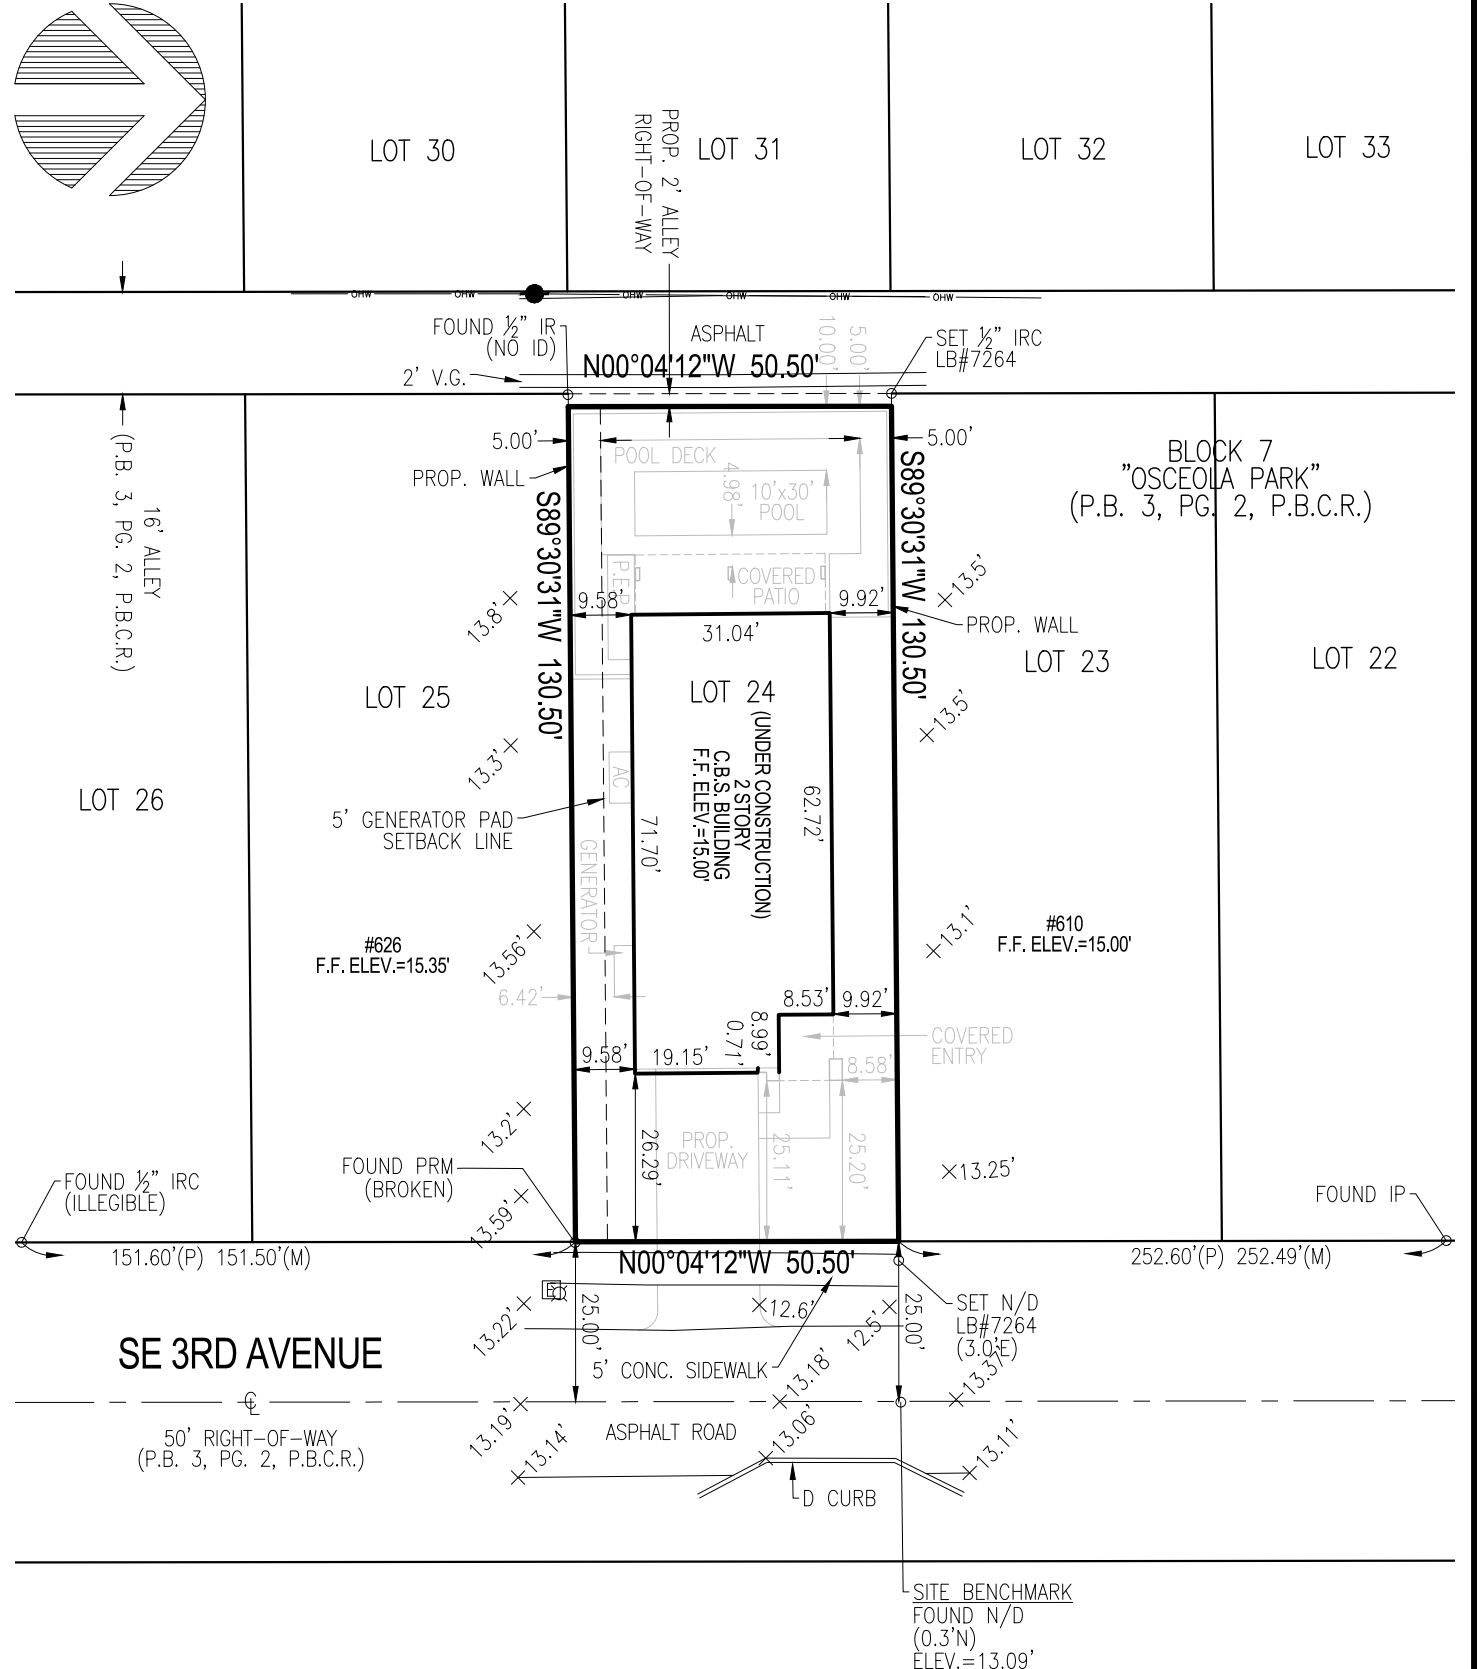 LOT 30
LOT 31
LOT 32
LOT 33
PROP. 2' ALLEY
RIGHT-OF-WAY
OHW
OHW
OHW
OHW
OHW
OHW
FOUND ½" IR
(NO ID)
ASPHALT
10.00'
5.00'
SET ½" IRC
LB#7264
N00°04'12"W 50.50'
2' V.G.
16' ALLEY
(P.B. 3, PG. 2, P.B.C.R.)
5.00'
5.00'
POOL DECK
PROP. WALL
4.98'
10'x30'
POOL
BLOCK 7
"OSCEOLA PARK"
(P.B. 3, PG. 2, P.B.C.R.)
S89°30'31"W 130.50'
S89°30'31"W 130.50'
P.E.P.
COVERED
PATIO
9.58'
9.92'
13.8'
13.5'
31.04'
PROP. WALL
LOT 26
LOT 25
LOT 24
LOT 23
LOT 22
(UNDER CONSTRUCTION)
2 STORY
C.B.S. BUILDING
F.F. ELEV.=15.00'
13.3'
13.5'
AC
71.70'
62.72'
5' GENERATOR PAD
SETBACK LINE
GENERATOR
#626
F.F. ELEV.=15.35'
13.56'
13.1'
#610
F.F. ELEV.=15.00'
6.42'
8.53'
9.92'
8.99'
0.71'
COVERED
ENTRY
9.58'
19.15'
8.58'
13.2'
26.29'
PROP.
DRIVEWAY
25.11'
25.20'
13.25'
FOUND PRM
(BROKEN)
FOUND ½" IRC
(ILLEGIBLE)
13.59'
FOUND IP
151.60'(P) 151.50'(M)
252.60'(P) 252.49'(M)
N00°04'12"W 50.50'
E
13.22'
25.00'
12.6'
12.5'
25.00'
SET N/D
LB#7264
(3.0'E)
SE 3RD AVENUE
5' CONC. SIDEWALK
13.18'
13.37'
℄
13.19'
13.14'
ASPHALT ROAD
13.06'
13.11'
50' RIGHT-OF-WAY
(P.B. 3, PG. 2, P.B.C.R.)
D CURB
SITE BENCHMARK
FOUND N/D
(0.3'N)
ELEV.=13.09'